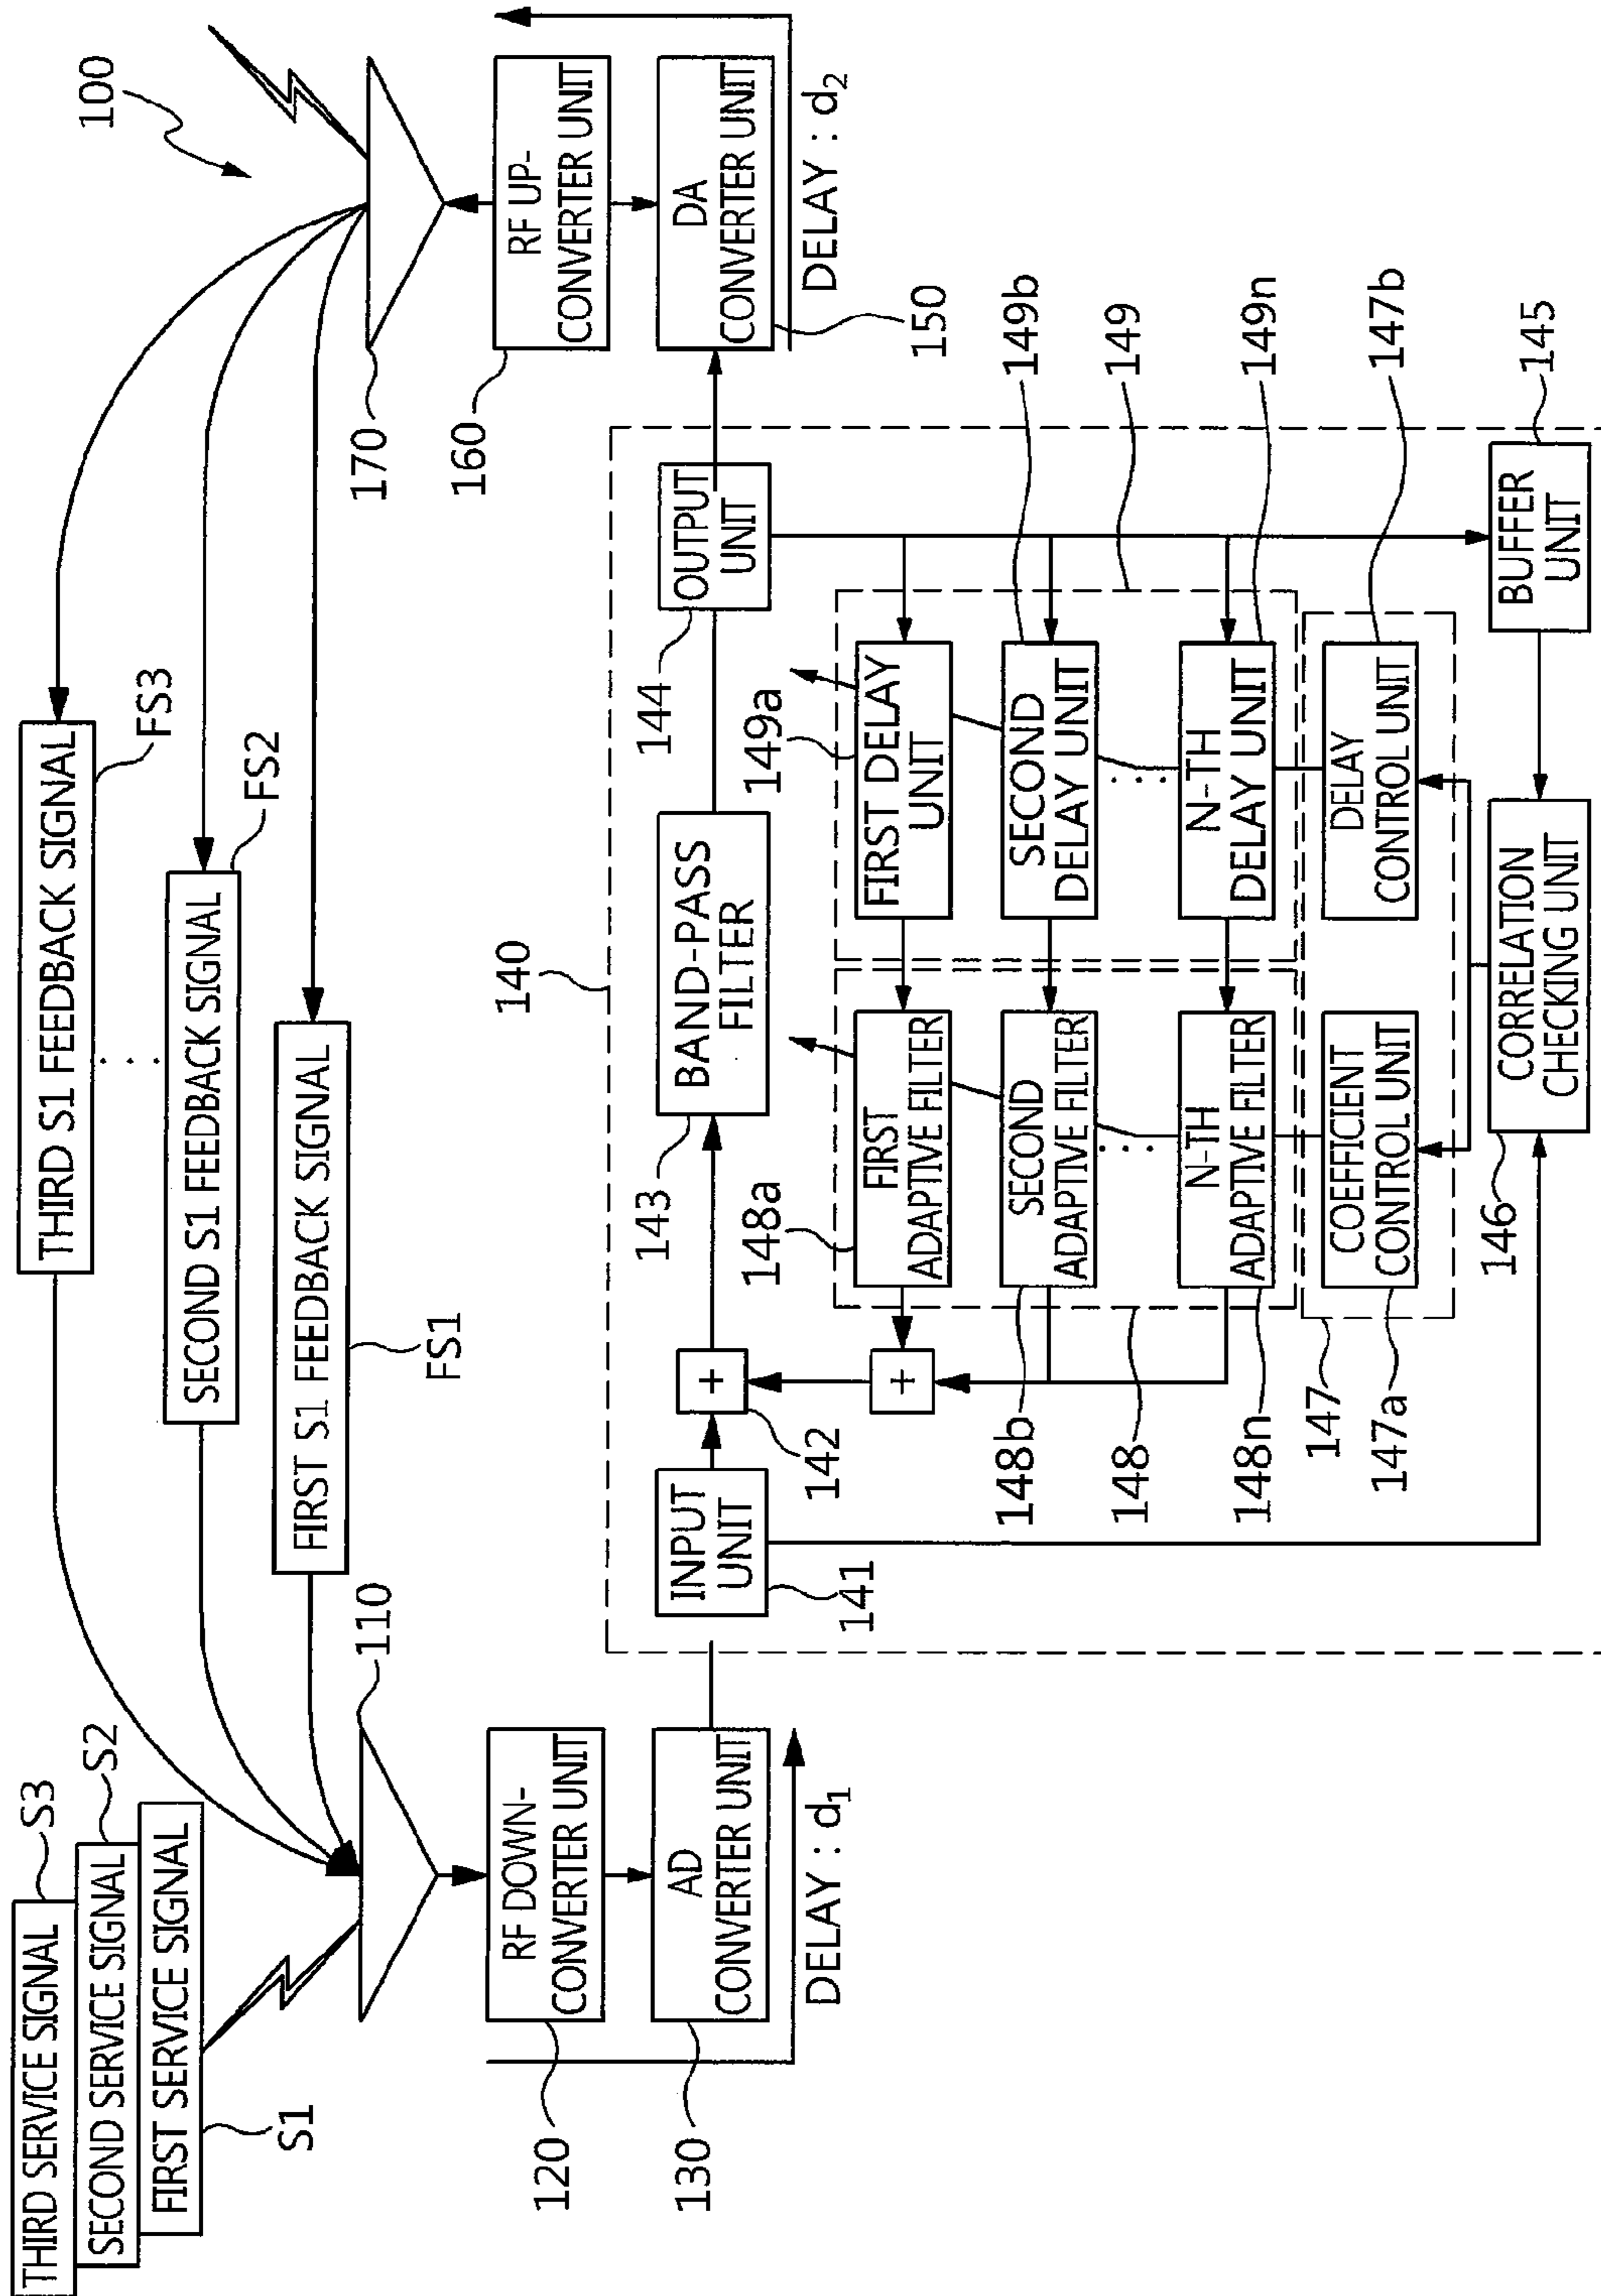 100
THIRD SERVICE SIGNAL
S3
SECOND SERVICE SIGNAL
S2
FIRST SERVICE SIGNAL
S1
THIRD S1 FEEDBACK SIGNAL
FS3
SECOND S1 FEEDBACK SIGNAL
FS2
FIRST S1 FEEDBACK SIGNAL
FS1
110
170
RF DOWN-
CONVERTER UNIT
120
AD
CONVERTER UNIT
130
DELAY : d1
RF UP-
CONVERTER UNIT
160
DA
CONVERTER UNIT
150
DELAY : d2
140
INPUT
UNIT
141
+
142
BAND-PASS
FILTER
143
OUTPUT
UNIT
144
+
148a
FIRST
ADAPTIVE FILTER
149a
FIRST DELAY
UNIT
SECOND
ADAPTIVE FILTER
148b
SECOND
DELAY UNIT
149b
148
149
N-TH
ADAPTIVE FILTER
148n
N-TH
DELAY UNIT
149n
147
COEFFICIENT
CONTROL UNIT
147a
DELAY
CONTROL UNIT
147b
146
CORRELATION
CHECKING UNIT
BUFFER
UNIT
145